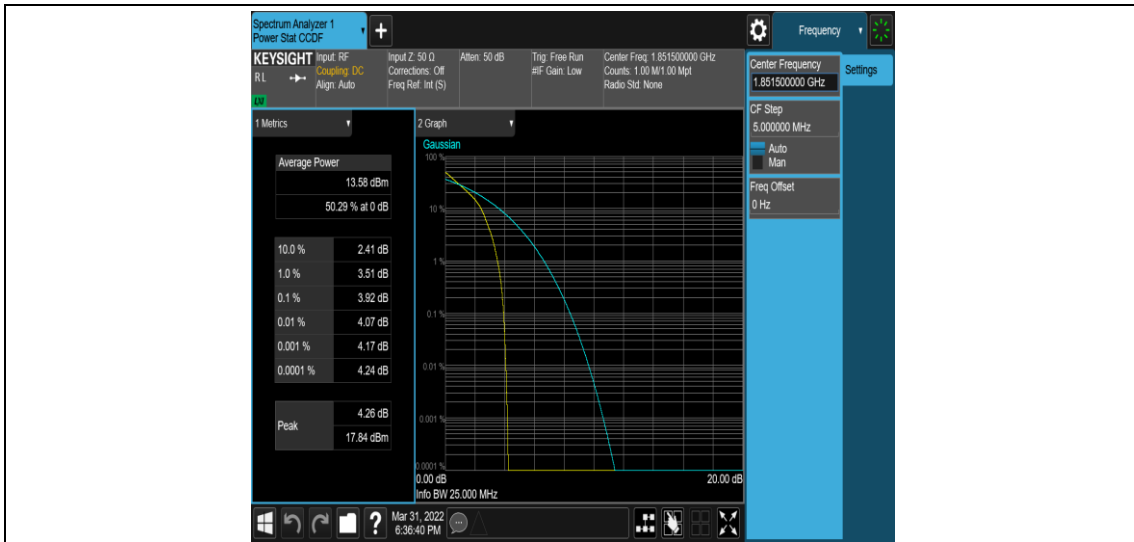 Spectrum Analyzer 1
Power Stat CCDF
+
Frequency
KEYSIGHT
RL
LXI
Input: RF
Coupling: DC
Align: Auto
Input Z: 50 Ω
Corrections: Off
Freq Ref: Int (S)
Atten: 50 dB
Trig: Free Run
#IF Gain: Low
Center Freq: 1.851500000 GHz
Counts: 1.00 M/1.00 Mpt
Radio Std: None
Center Frequency
1.851500000 GHz
Settings
CF Step
5.000000 MHz
Auto
Man
Freq Offset
0 Hz
1 Metrics
Average Power
13.58 dBm
50.29 % at 0 dB
10.0 % 2.41 dB
1.0 % 3.51 dB
0.1 % 3.92 dB
0.01 % 4.07 dB
0.001 % 4.17 dB
0.0001 % 4.24 dB
Peak
4.26 dB
17.84 dBm
2 Graph
Gaussian
100 %
10 %
1 %
0.1 %
0.01 %
0.001 %
0.0001 %
0.00 dB 20.00 dB
Info BW 25.000 MHz
?
Mar 31, 2022
6:36:40 PM